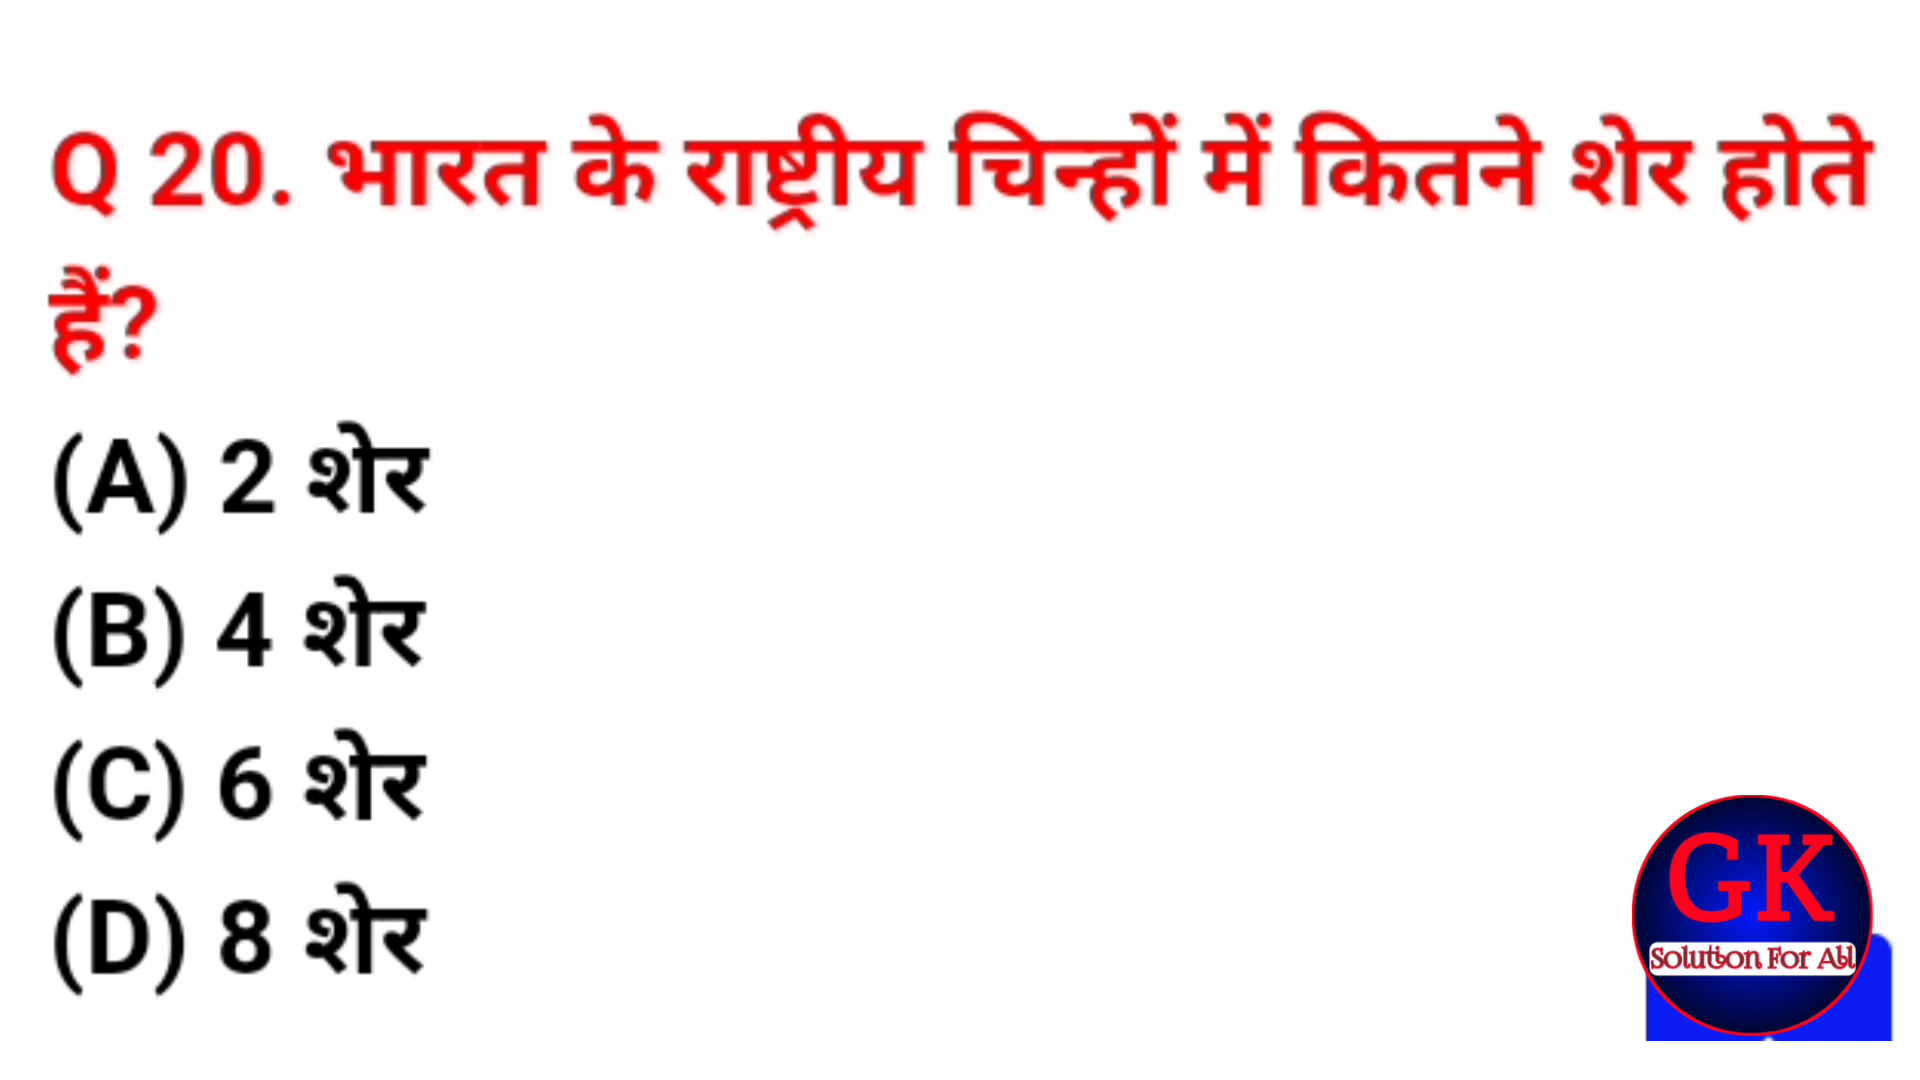 Q 20. भारत के राष्ट्रीय चिन्हों में कितने शेर होते
हैं?
(A) 2 शेर
(B) 4 शेर
(C) 6 शेर
(D) 8 शेर
GK
Solution For All